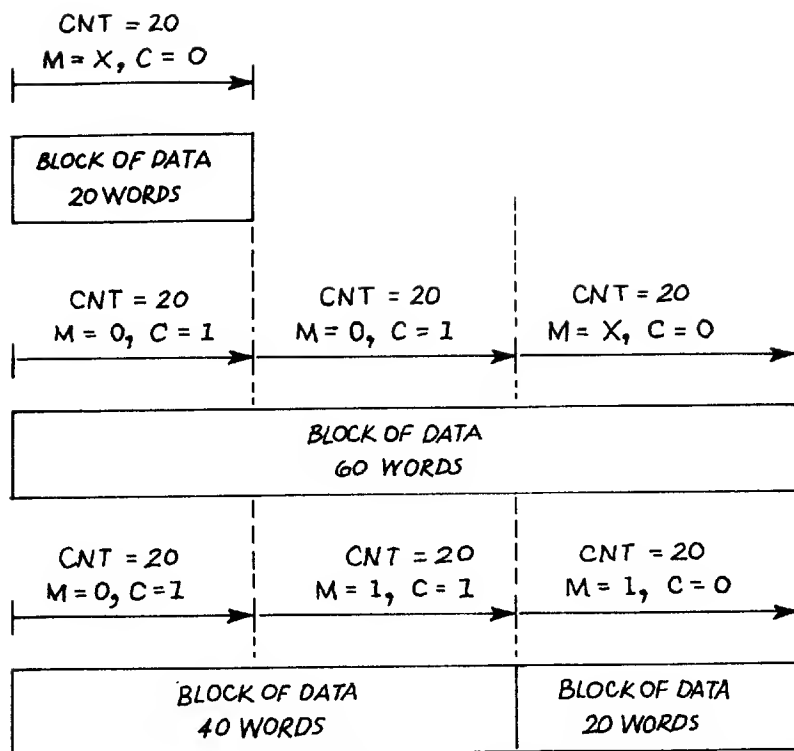 CNT = 20
M = X, C = 0
BLOCK OF DATA
20 WORDS
CNT = 20
M = 0, C = 1
CNT = 20
M = 0, C = 1
CNT = 20
M = X, C = 0
BLOCK OF DATA
60 WORDS
CNT = 20
M = 0, C = 1
CNT = 20
M = 1, C = 1
CNT = 20
M = 1, C = 0
BLOCK OF DATA
40 WORDS
BLOCK OF DATA
20 WORDS